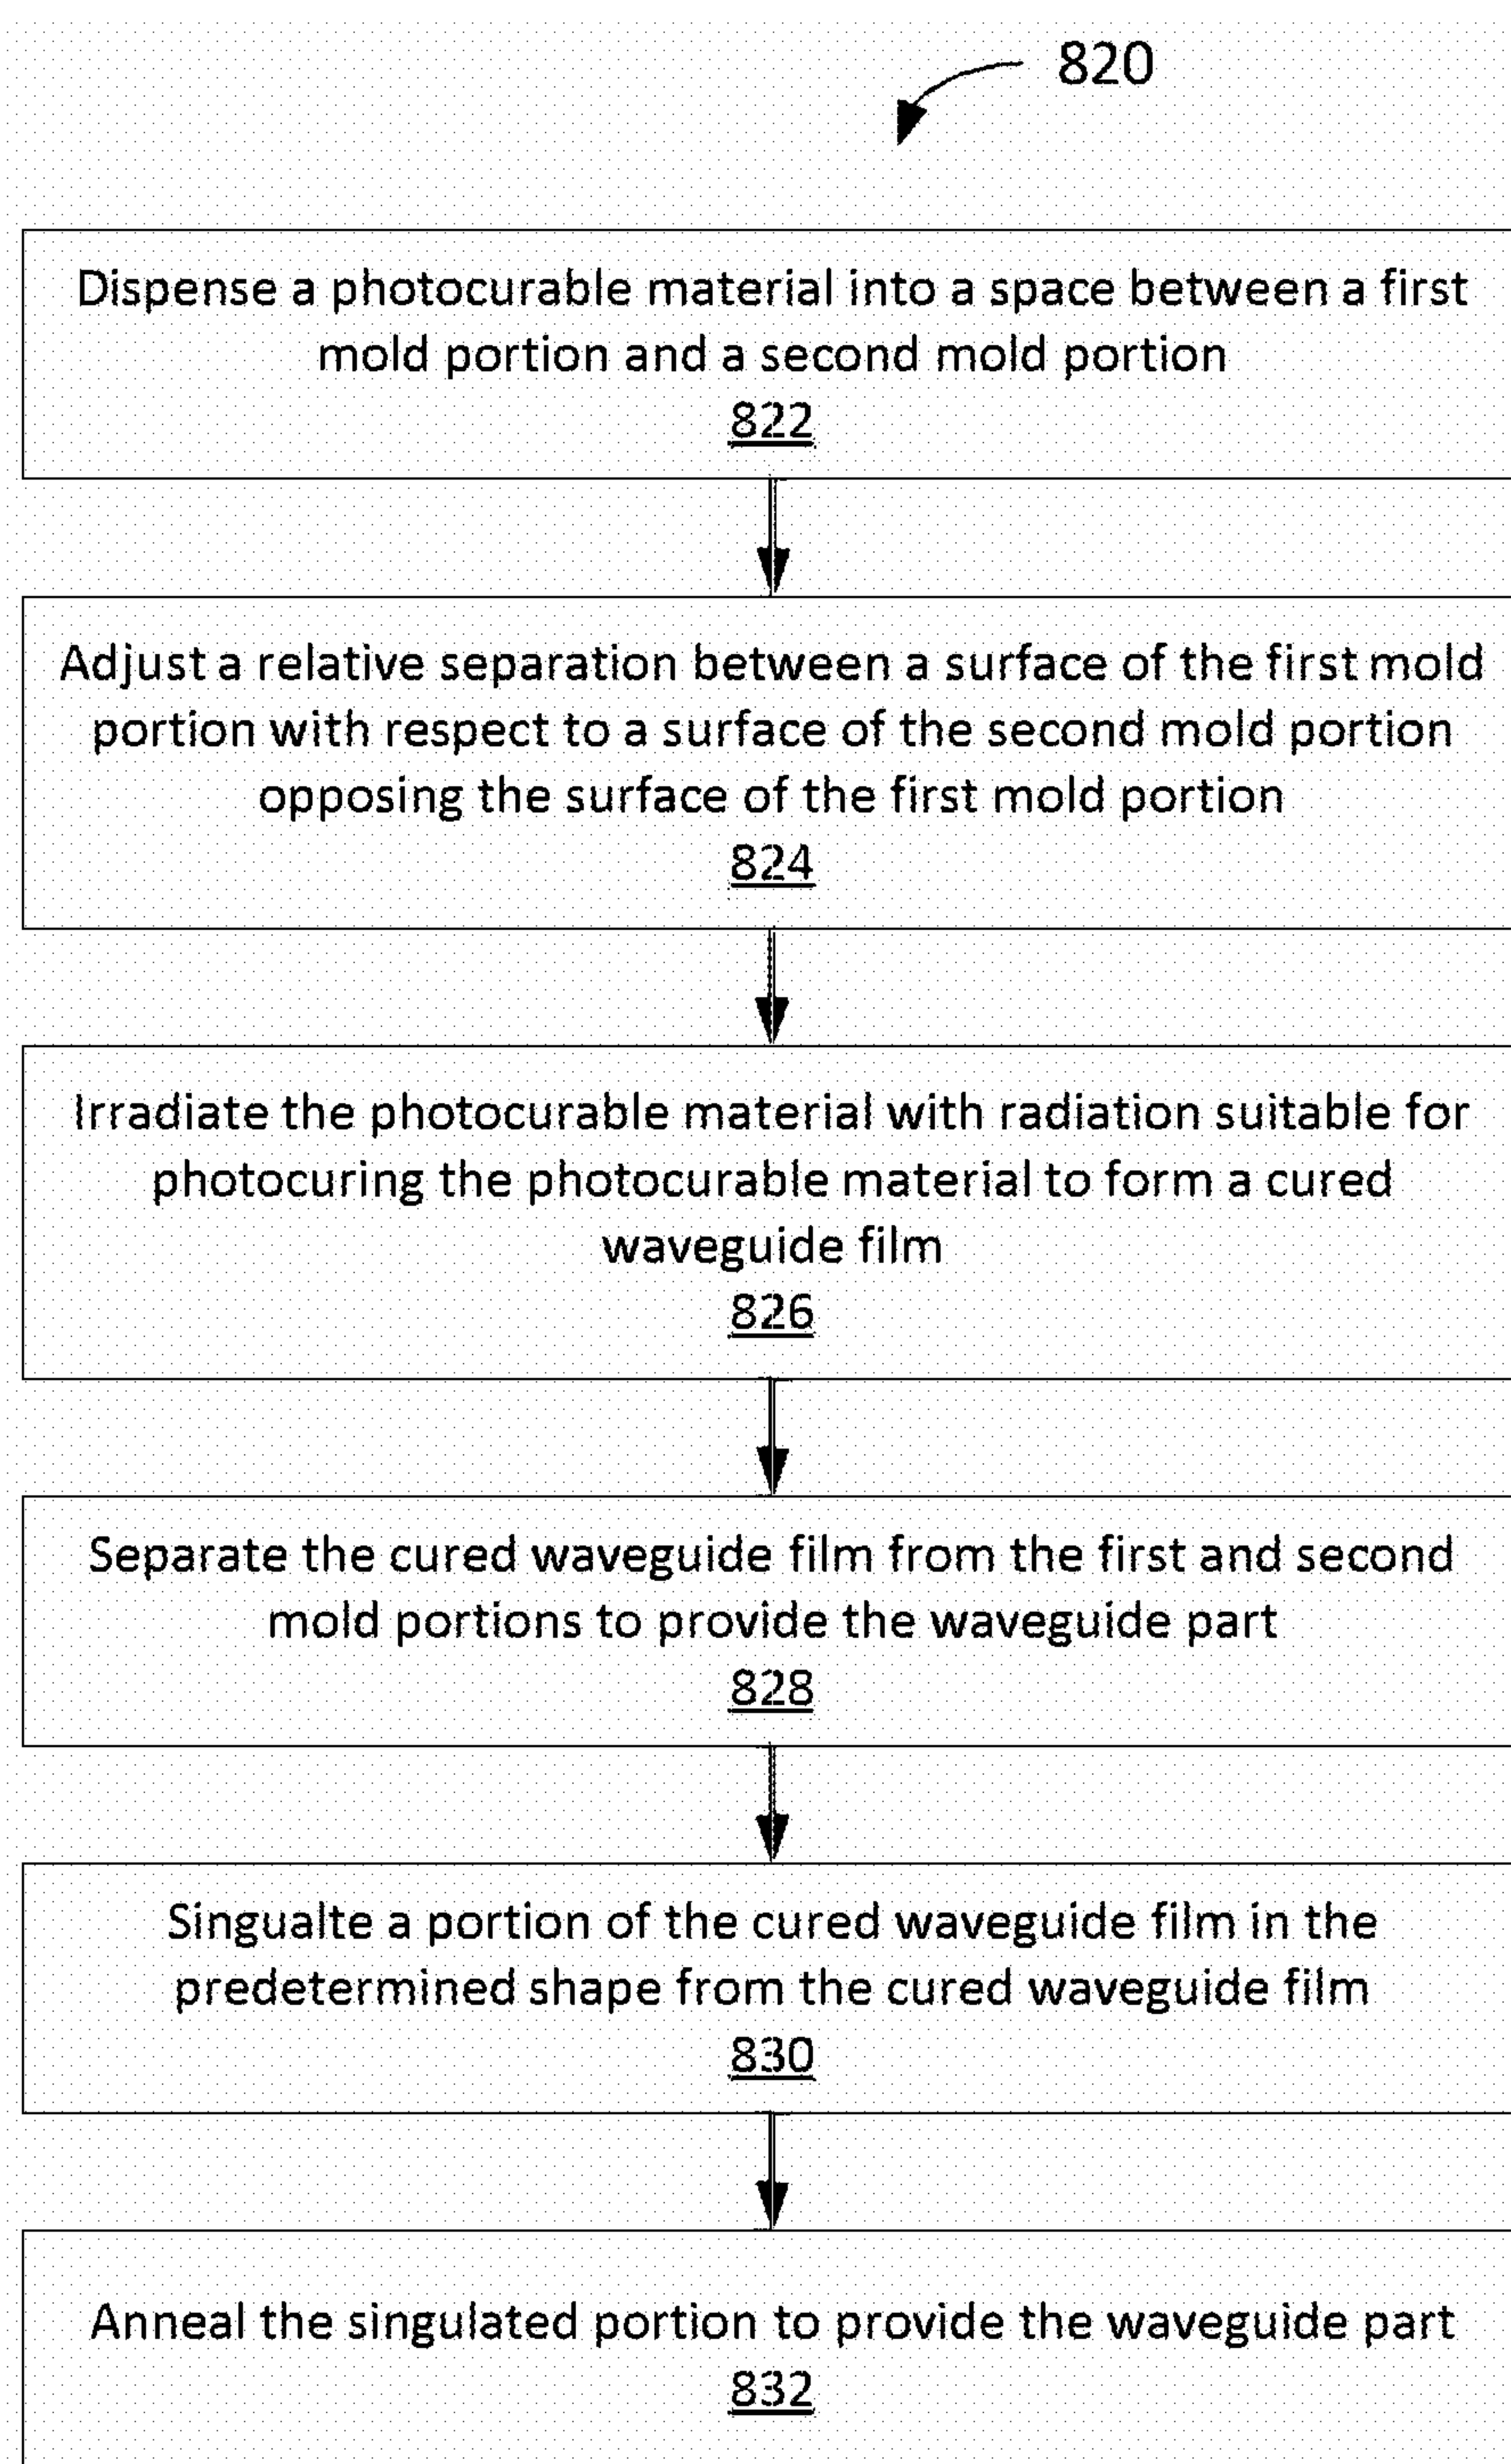 820
Dispense a photocurable material into a space between a first
mold portion and a second mold portion
822
Adjust a relative separation between a surface of the first mold
portion with respect to a surface of the second mold portion
opposing the surface of the first mold portion
824
Irradiate the photocurable material with radiation suitable for
photocuring the photocurable material to form a cured
waveguide film
826
Separate the cured waveguide film from the first and second
mold portions to provide the waveguide part
828
Singualte a portion of the cured waveguide film in the
predetermined shape from the cured waveguide film
830
Anneal the singulated portion to provide the waveguide part
832